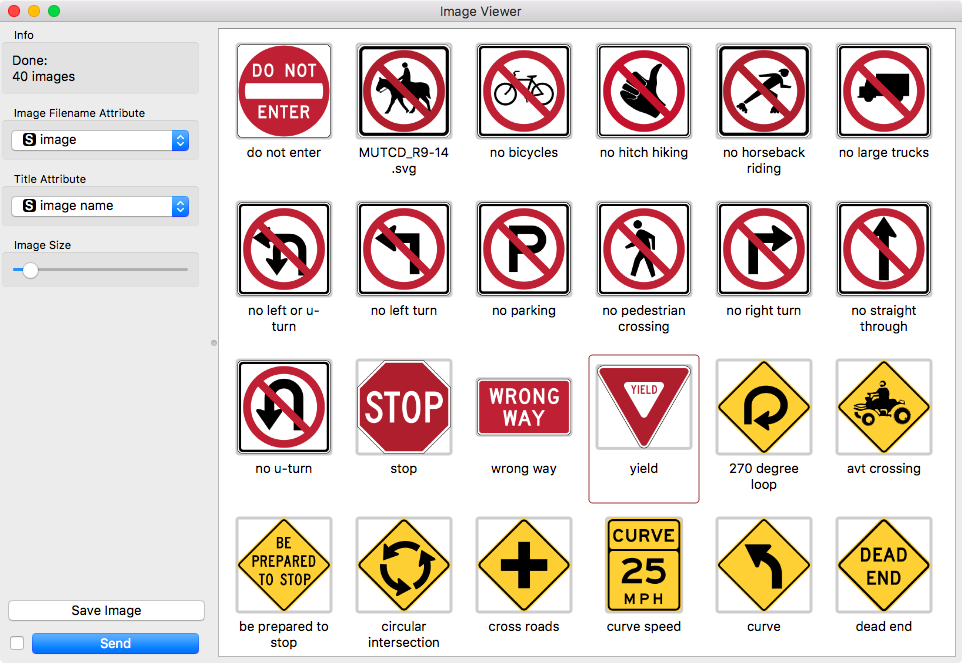 Image Viewer
Info
Done:
40 images
Image Filename Attribute
S image
Title Attribute
S image name
Image Size
Save Image
Send
DO NOT
ENTER
do not enter
MUTCD_R9-14
.svg
no bicycles
no hitch hiking
no horseback
riding
no large trucks
no left or u-
turn
no left turn
P
no parking
no pedestrian
crossing
no right turn
no straight
through
no u-turn
STOP
stop
WRONG
WAY
wrong way
YIELD
yield
270 degree
loop
avt crossing
BE
PREPARED
TO STOP
be prepared to
stop
circular
intersection
cross roads
CURVE
25
MPH
curve speed
curve
DEAD
END
dead end